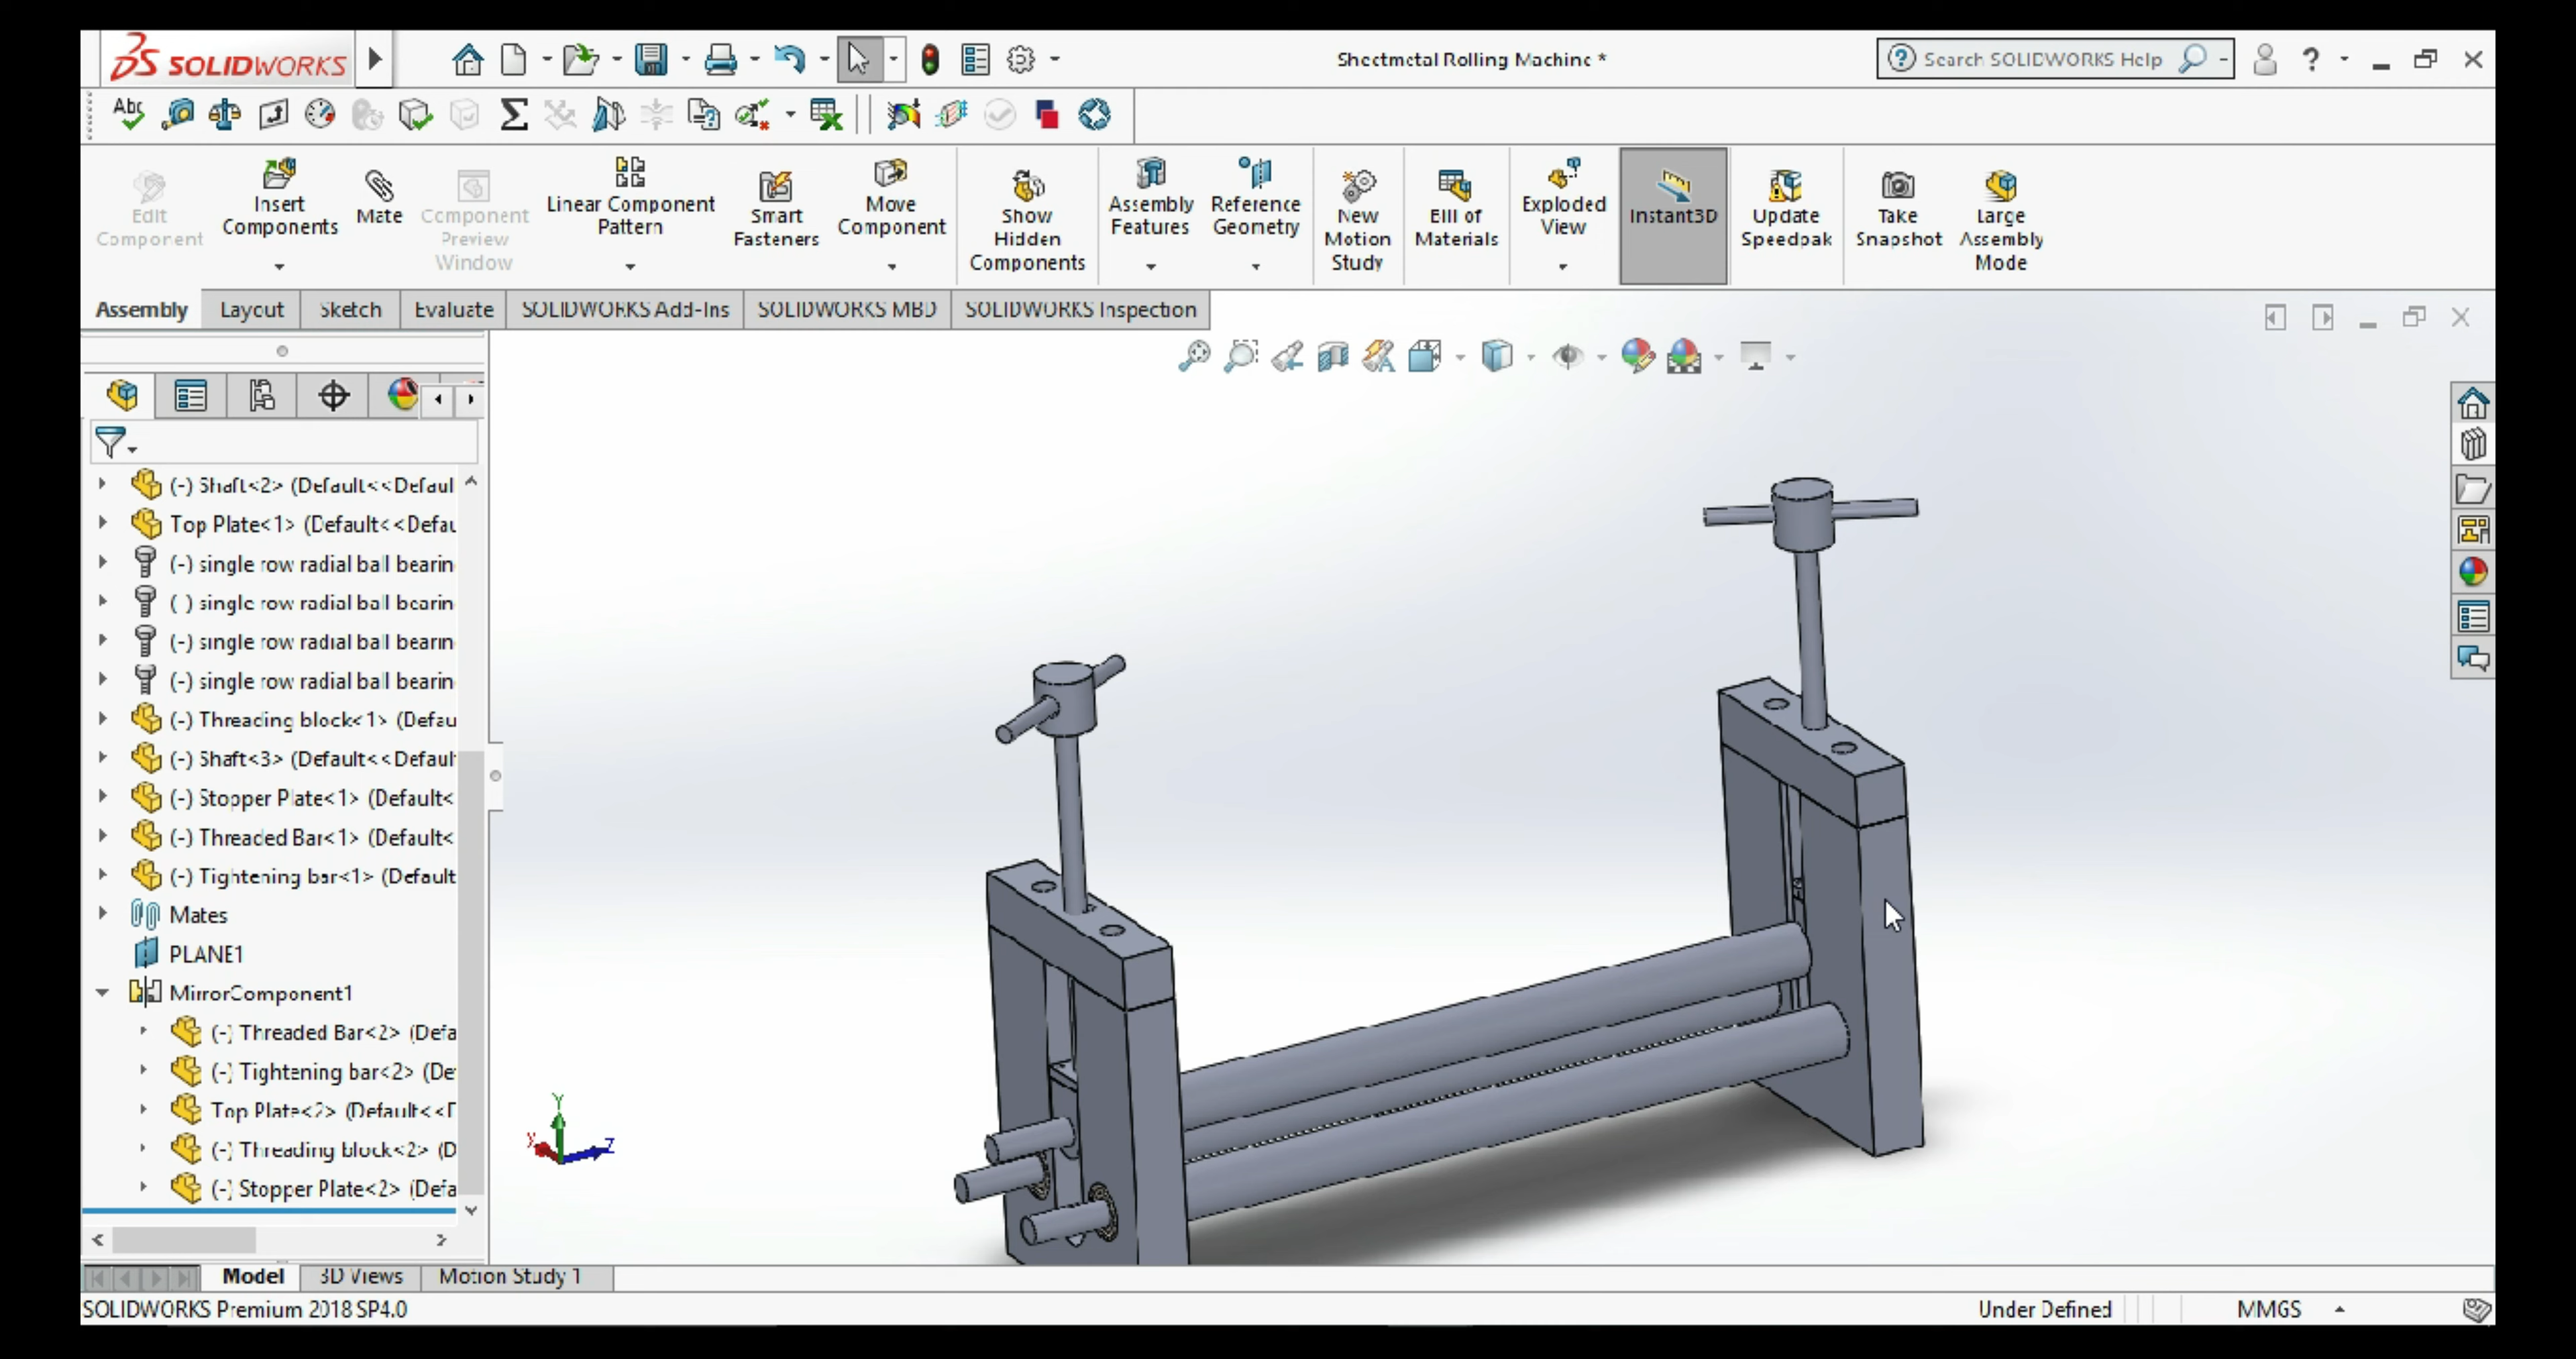 SOLIDWORKS
Sheetmetal Rolling Machine *
Search SOLIDWORKS Help
?
Abc
Edit Component
Insert Components
Mate
Component Preview Window
Linear Component Pattern
Smart Fasteners
Move Component
Show Hidden Components
Assembly Features
Reference Geometry
New Motion Study
Bill of Materials
Exploded View
Instant3D
Update Speedpak
Take Snapshot
Large Assembly Mode
Assembly
Layout
Sketch
Evaluate
SOLIDWORKS Add-Ins
SOLIDWORKS MBD
SOLIDWORKS Inspection
(-) Shaft<2> (Default<<Defaul
Top Plate<1> (Default<<Defau
(-) single row radial ball bearin
(-) single row radial ball bearin
(-) single row radial ball bearin
(-) single row radial ball bearin
(-) Threading block<1> (Defau
(-) Shaft<3> (Default<<Default
(-) Stopper Plate<1> (Default<
(-) Threaded Bar<1> (Default<
(-) Tightening bar<1> (Default
Mates
PLANE1
MirrorComponent1
(-) Threaded Bar<2> (Defa
(-) Tightening bar<2> (De
Top Plate<2> (Default<<D
(-) Threading block<2> (D
(-) Stopper Plate<2> (Defa
Y
X
Z
Model
3D Views
Motion Study 1
SOLIDWORKS Premium 2018 SP4.0
Under Defined
MMGS